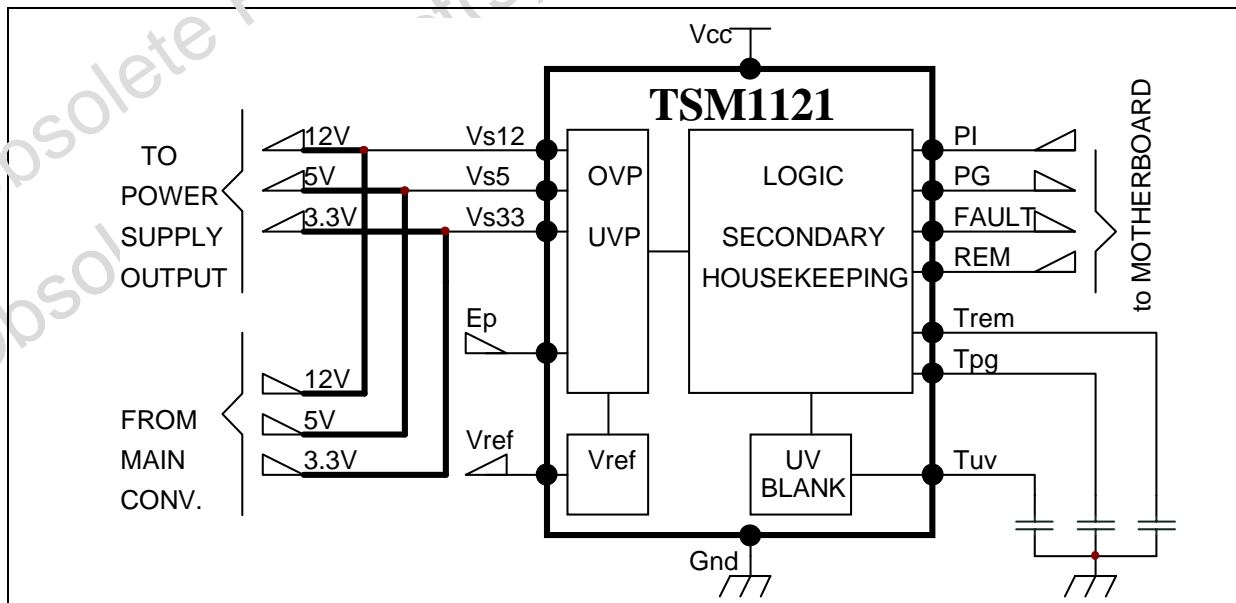 Vcc
TSM1121
TO
POWER
SUPPLY
OUTPUT
12V
5V
3.3V
Vs12
Vs5
Vs33
Ep
Vref
FROM
MAIN
CONV.
12V
5V
3.3V
OVP
UVP
Vref
LOGIC
SECONDARY
HOUSEKEEPING
UV
BLANK
PI
PG
FAULT
REM
Trem
Tpg
Tuv
to MOTHERBOARD
Gnd
Obsolete